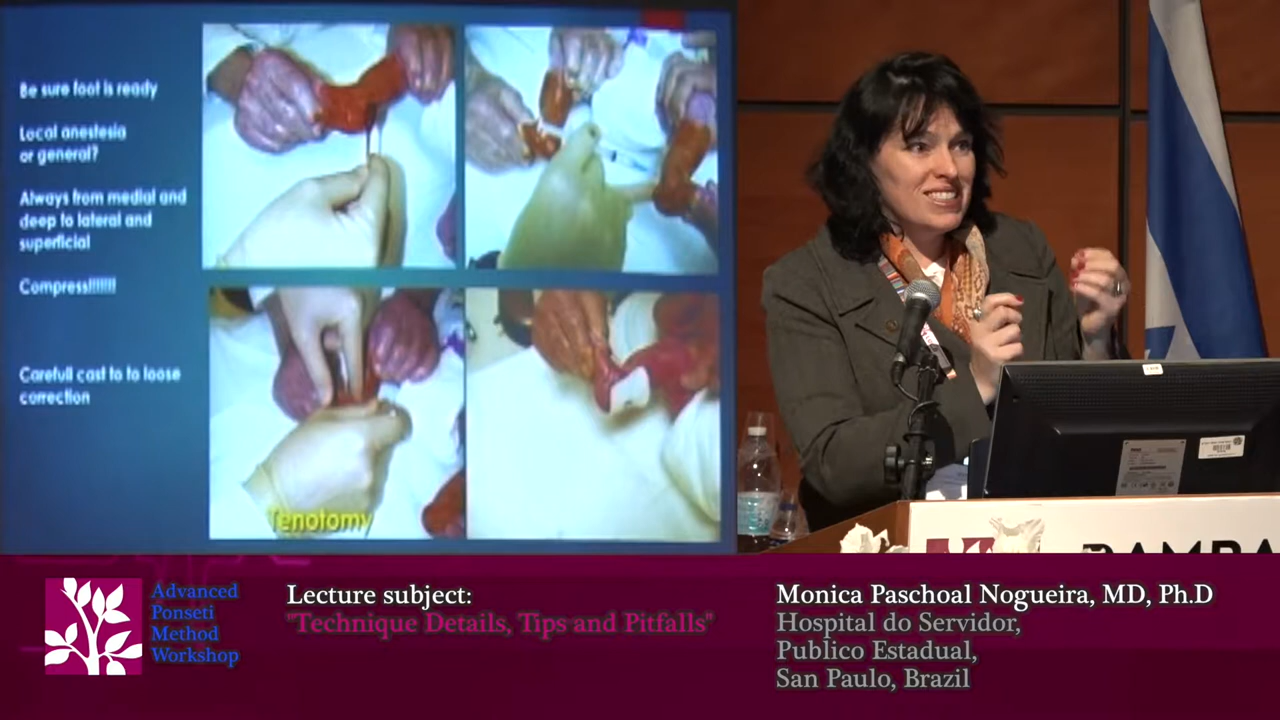 Be sure foot is ready
Local anestesia
or general?
Always from medial and
deep to lateral and
superficial
Compress!!!!!!!
Carefull cast to to loose
correction
Tenotomy
Advanced
Ponseti
Method
Workshop
Lecture subject:
"Technique Details, Tips and Pitfalls"
Monica Paschoal Nogueira, MD, Ph.D
Hospital do Servidor,
Publico Estadual,
San Paulo, Brazil